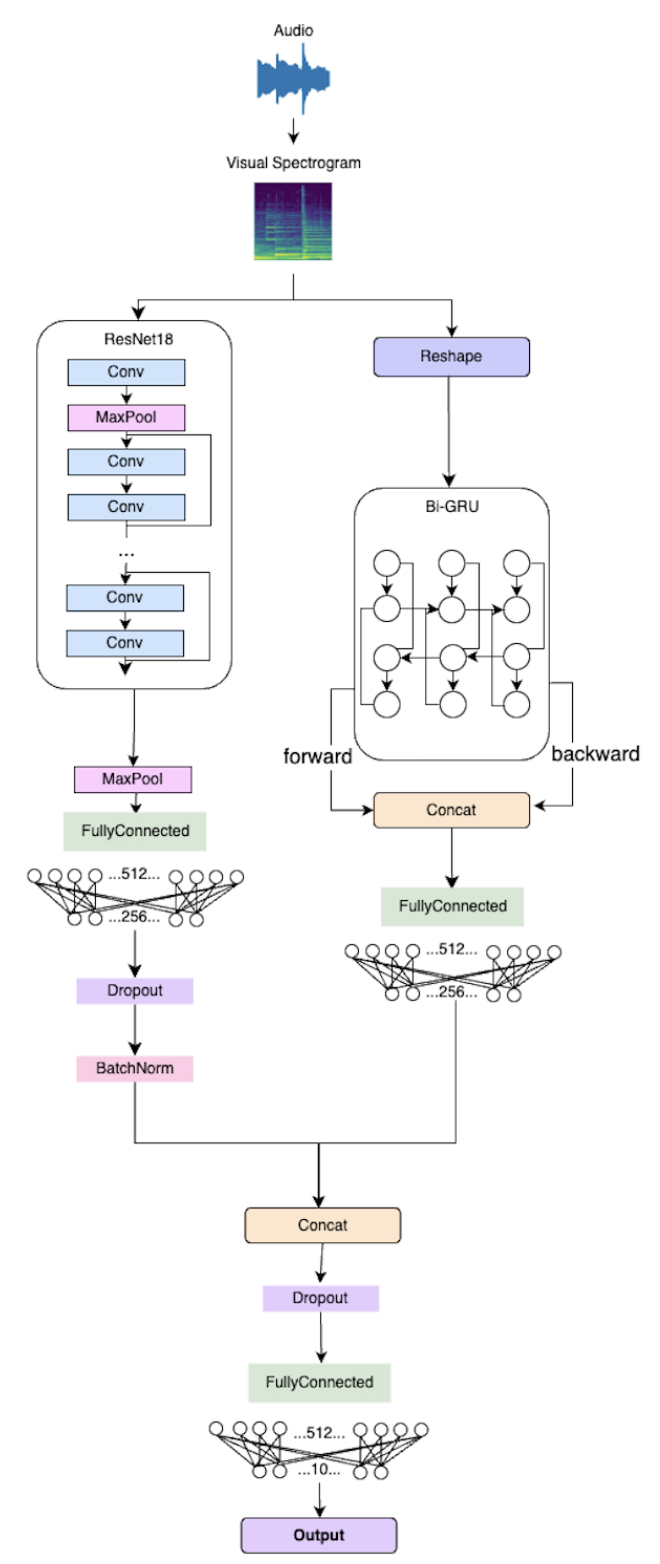 Audio
Visual Spectrogram
ResNet18
Conv
MaxPool
Conv
Conv
...
Conv
Conv
MaxPool
FullyConnected
...512...
...256...
Dropout
BatchNorm
Reshape
Bi-GRU
forward
backward
Concat
FullyConnected
...512...
...256...
Concat
Dropout
FullyConnected
...512...
...10...
Output